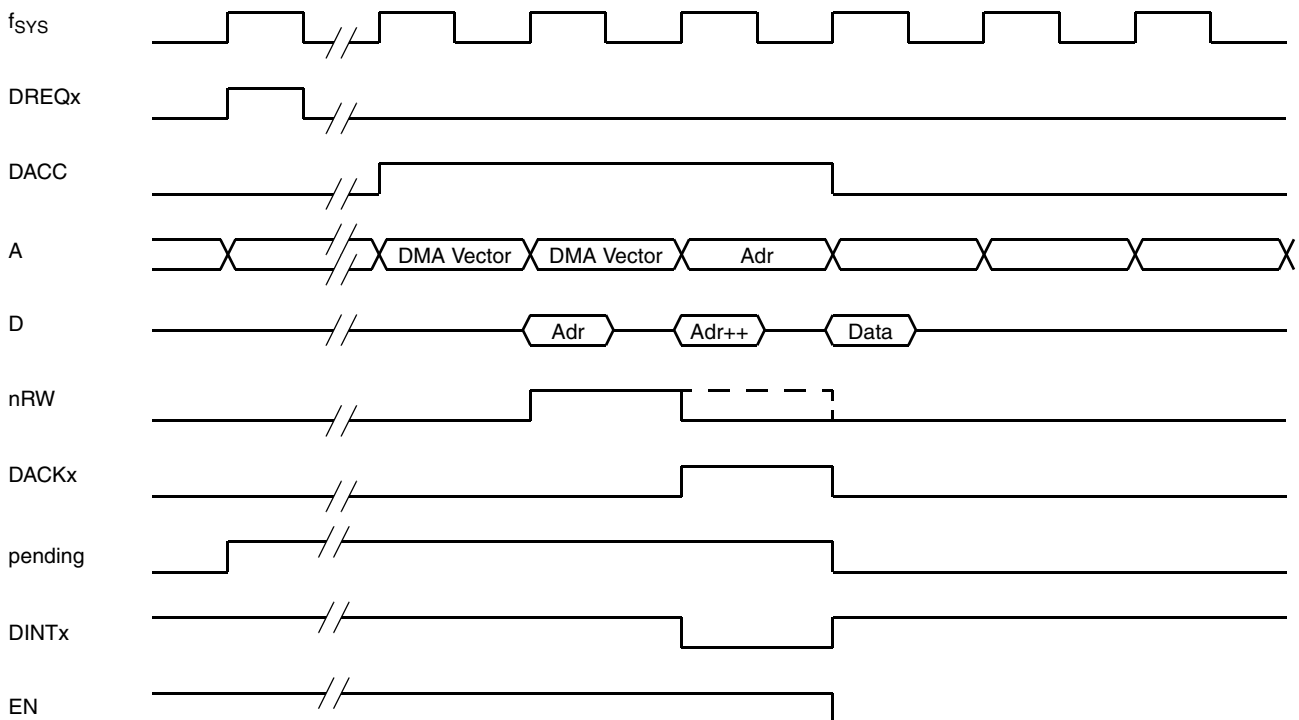 fSYS
DREQx
DACC
A
DMA Vector DMA Vector Adr
D
Adr Adr++ Data
nRW
DACKx
pending
DINTx
EN